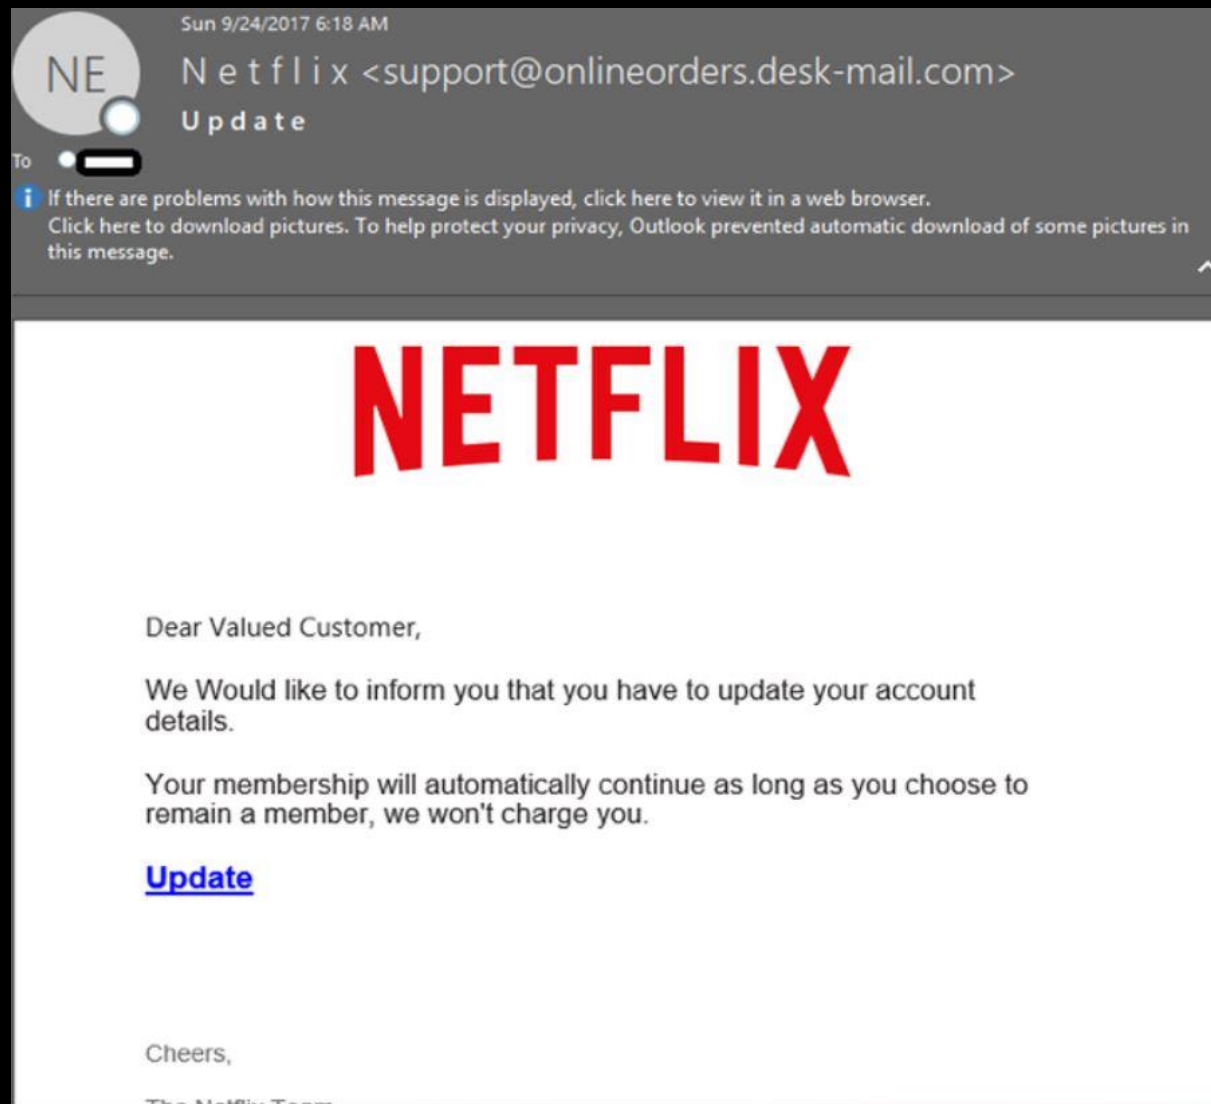 Sun 9/24/2017 6:18 AM
NE
N e t f l i x <support@onlineorders.desk-mail.com>
U p d a t e
To
If there are problems with how this message is displayed, click here to view it in a web browser.
Click here to download pictures. To help protect your privacy, Outlook prevented automatic download of some pictures in
this message.
NETFLIX
Dear Valued Customer,
We Would like to inform you that you have to update your account
details.
Your membership will automatically continue as long as you choose to
remain a member, we won't charge you.
Update
Cheers,
The Netflix Team